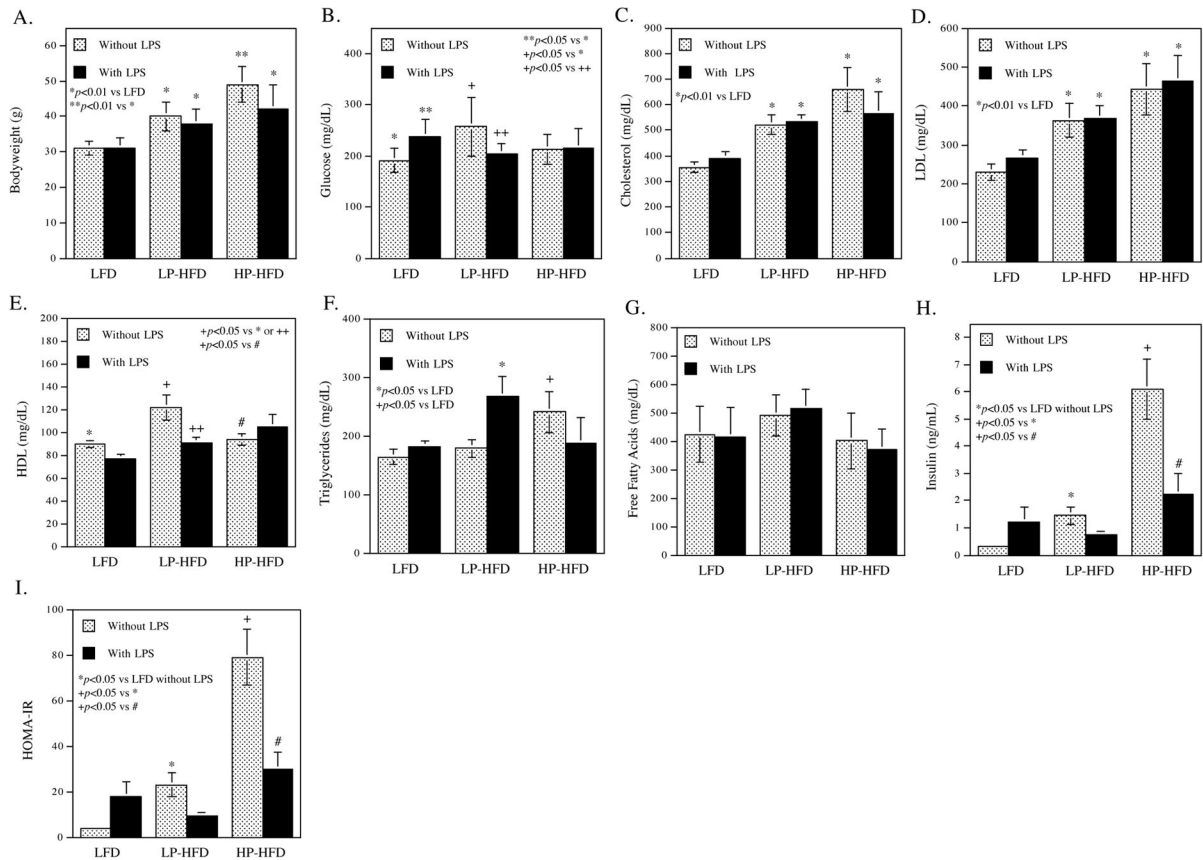 A.
60
50
40
30
20
10
0
Bodyweight (g)
Without LPS
With LPS
*p<0.01 vs LFD
**p<0.01 vs *
*
*
**
*
LFD
LP-HFD
HP-HFD
B.
400
300
200
100
0
Glucose (mg/dL)
Without LPS
With LPS
**p<0.05 vs *
+p<0.05 vs *
+p<0.05 vs ++
*
**
+
++
LFD
LP-HFD
HP-HFD
C.
900
800
700
600
500
400
300
200
100
0
Cholesterol (mg/dL)
Without LPS
With LPS
*p<0.01 vs LFD
*
*
*
*
LFD
LP-HFD
HP-HFD
D.
600
500
400
300
200
100
0
LDL (mg/dL)
Without LPS
With LPS
*p<0.01 vs LFD
*
*
*
*
LFD
LP-HFD
HP-HFD
E.
200
180
160
140
120
100
80
60
40
20
0
HDL (mg/dL)
Without LPS
With LPS
+p<0.05 vs * or ++
+p<0.05 vs #
*
+
++
#
LFD
LP-HFD
HP-HFD
F.
400
300
200
100
0
Triglycerides (mg/dL)
Without LPS
With LPS
*p<0.05 vs LFD
+p<0.05 vs LFD
*
+
LFD
LP-HFD
HP-HFD
G.
800
700
600
500
400
300
200
100
0
Free Fatty Acids (mg/dL)
Without LPS
With LPS
LFD
LP-HFD
HP-HFD
H.
8
7
6
5
4
3
2
1
0
Insulin (ng/mL)
Without LPS
With LPS
*p<0.05 vs LFD without LPS
+p<0.05 vs *
+p<0.05 vs #
*
+
#
LFD
LP-HFD
HP-HFD
I.
100
80
60
40
20
0
HOMA-IR
Without LPS
With LPS
*p<0.05 vs LFD without LPS
+p<0.05 vs *
+p<0.05 vs #
*
+
#
LFD
LP-HFD
HP-HFD